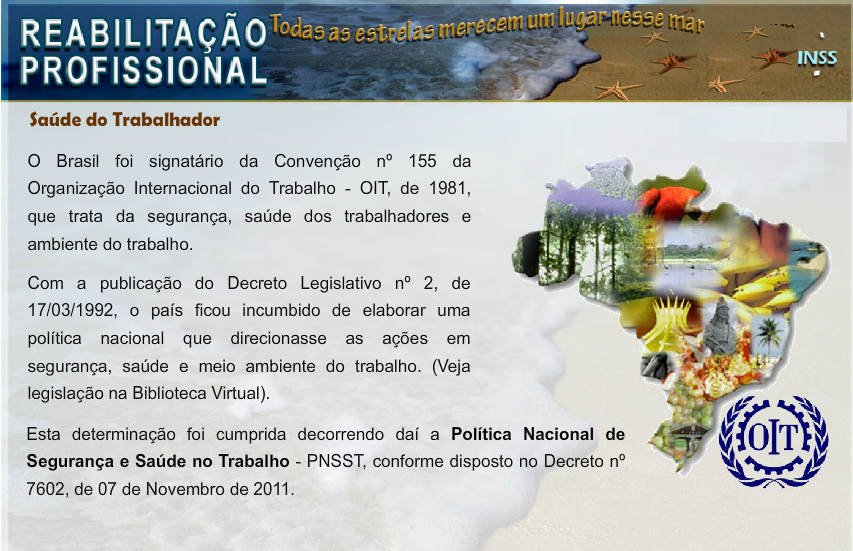 REABILITAÇÃO
PROFISSIONAL
Todas as estrelas merecem um lugar nessê mar
INSS
Saúde do Trabalhador
O Brasil foi signatário da Convenção nº 155 da
Organização Internacional do Trabalho - OIT, de 1981,
que trata da segurança, saúde dos trabalhadores e
ambiente do trabalho.
Com a publicação do Decreto Legislativo nº 2, de
17/03/1992, o país ficou incumbido de elaborar uma
política nacional que direcionasse as ações em
segurança, saúde e meio ambiente do trabalho. (Veja
legislação na Biblioteca Virtual).
Esta determinação foi cumprida decorrendo daí a Política Nacional de
Segurança e Saúde no Trabalho - PNSST, conforme disposto no Decreto nº
7602, de 07 de Novembro de 2011.
OIT